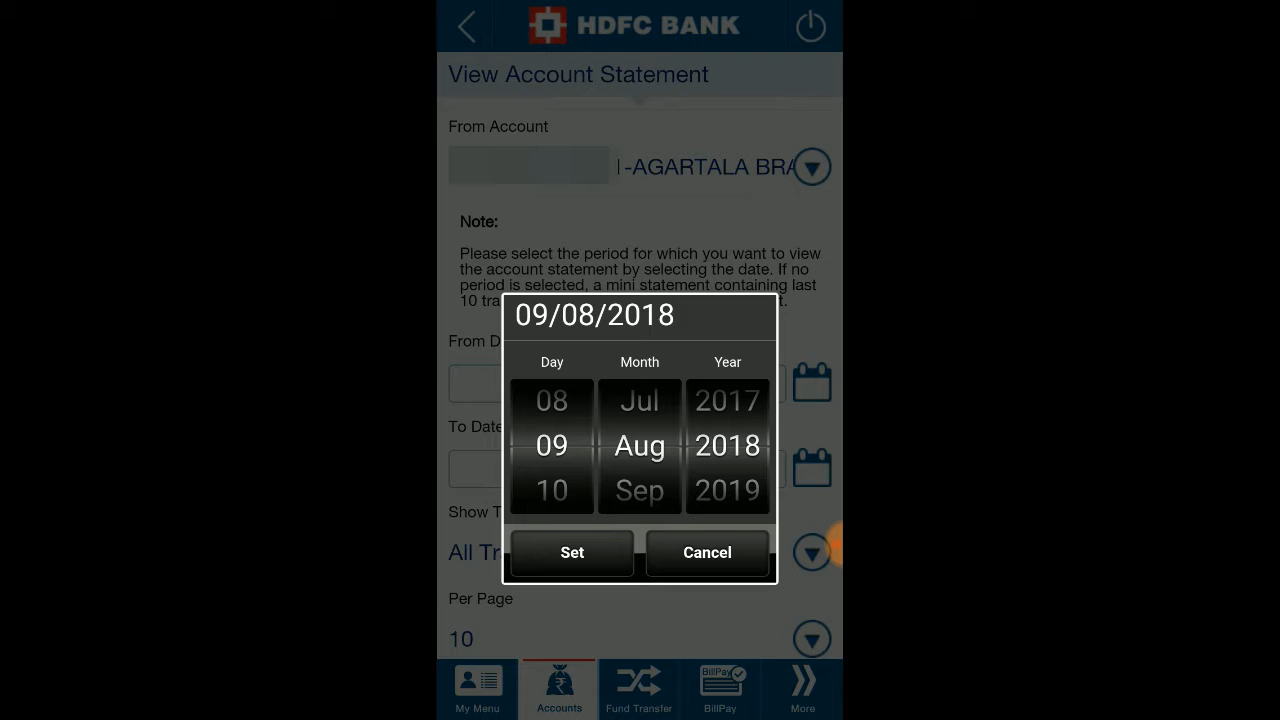 HDFC BANK
View Account Statement
From Account
-AGARTALA BRA
Note:
Please select the period for which you want to view
the account statement by selecting the date. If no
period is selected, a mini statement containing last
10
09/08/2018
From D
Day Month Year
08 Jul 2017
09 Aug 2018
10 Sep 2019
To Date
Show T
Set Cancel
All Tr
Per Page
10
BillPay
My Menu Accounts Fund Transfer BillPay More